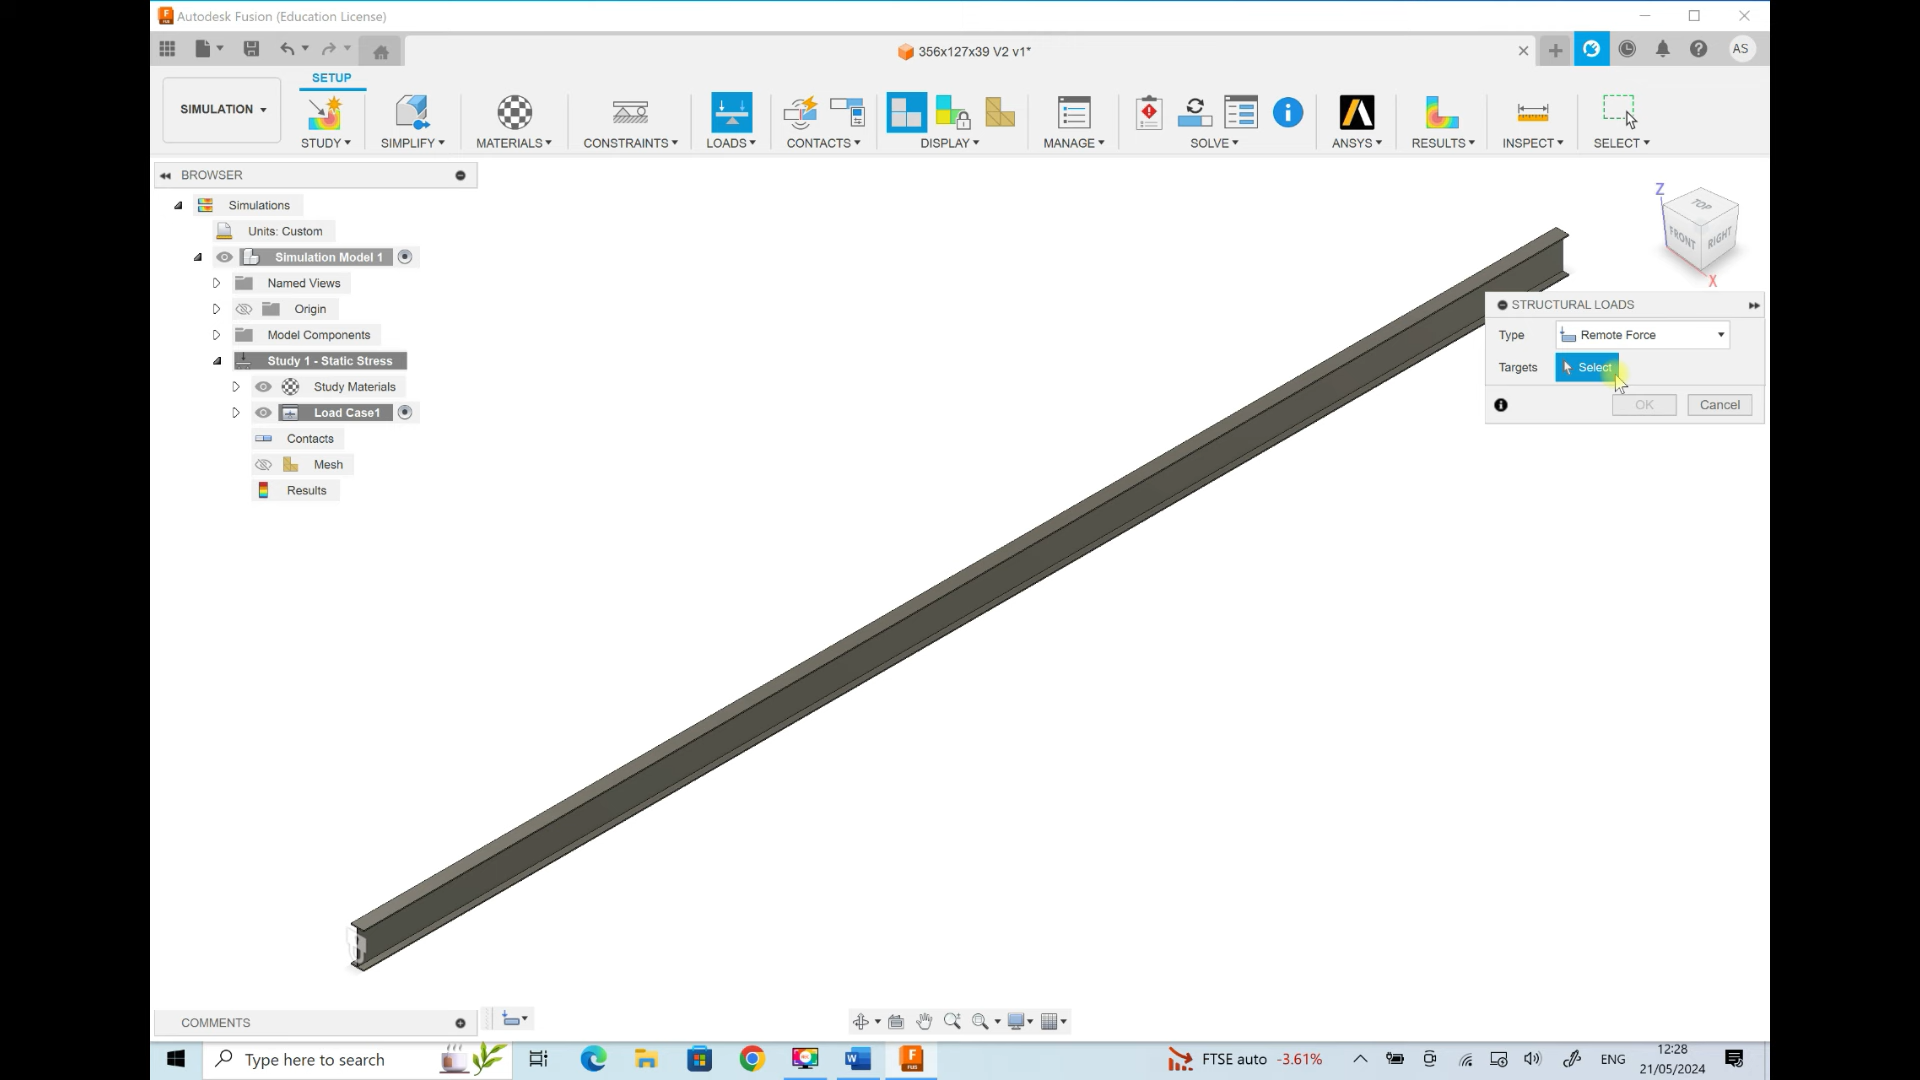 Autodesk Fusion (Education License)
356x127x39 V2 v1*
AS
SETUP
SIMULATION
STUDY
SIMPLIFY
MATERIALS
CONSTRAINTS
LOADS
CONTACTS
DISPLAY
MANAGE
SOLVE
ANSYS
RESULTS
INSPECT
SELECT
BROWSER
Simulations
Units: Custom
Simulation Model 1
Named Views
Origin
Model Components
Study 1 - Static Stress
Study Materials
Load Case1
Contacts
Mesh
Results
Z
TOP
FRONT
RIGHT
X
STRUCTURAL LOADS
Type
Remote Force
Targets
Select
OK
Cancel
COMMENTS
Type here to search
FTSE auto -3.61%
ENG
12:28
21/05/2024